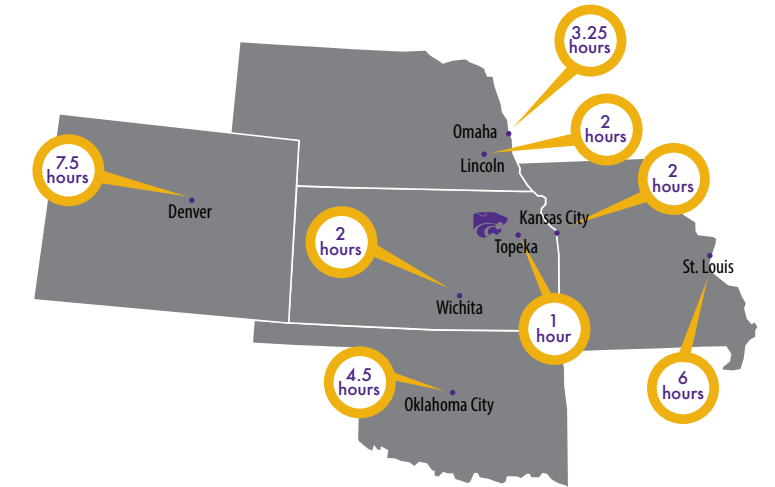 3.25
hours
Omaha
2
hours
Lincoln
7.5
hours
2
hours
Denver
Kansas City
2
hours
Topeka
St. Louis
Wichita
1
hour
4.5
hours
6
hours
Oklahoma City